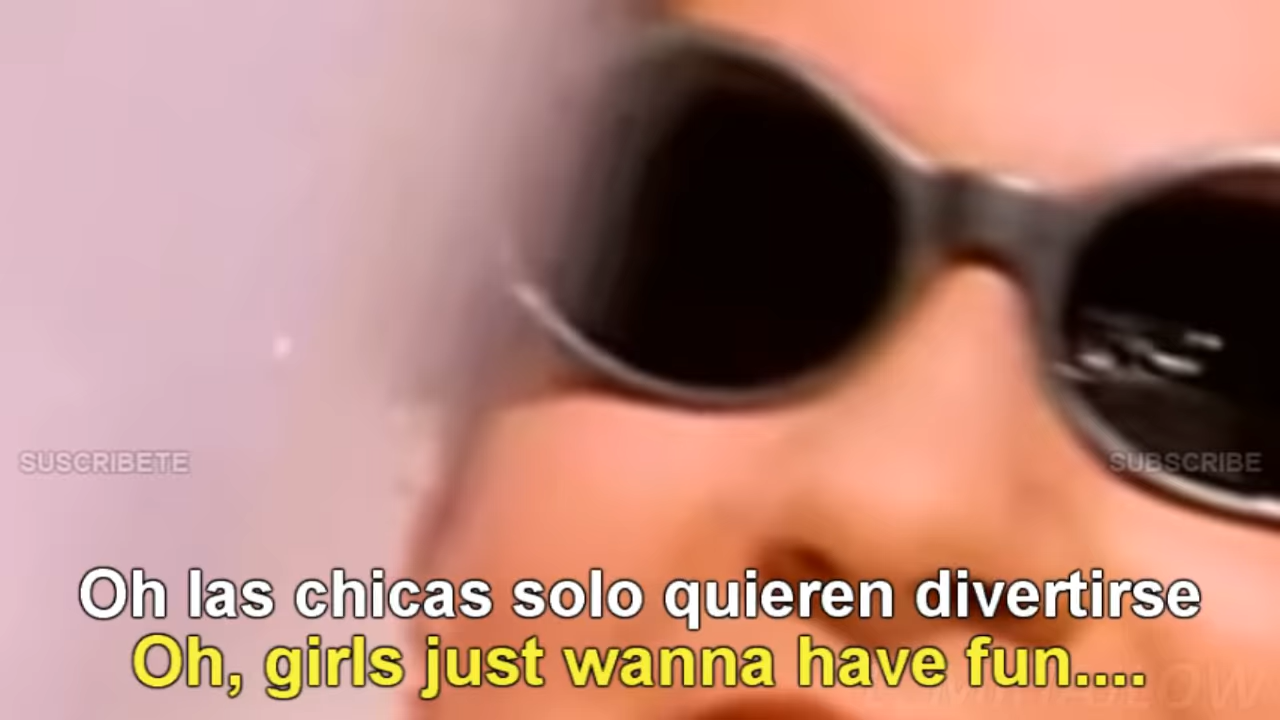 SUSCRIBETE
SUBSCRIBE
Oh las chicas solo quieren divertirse
Oh, girls just wanna have fun....